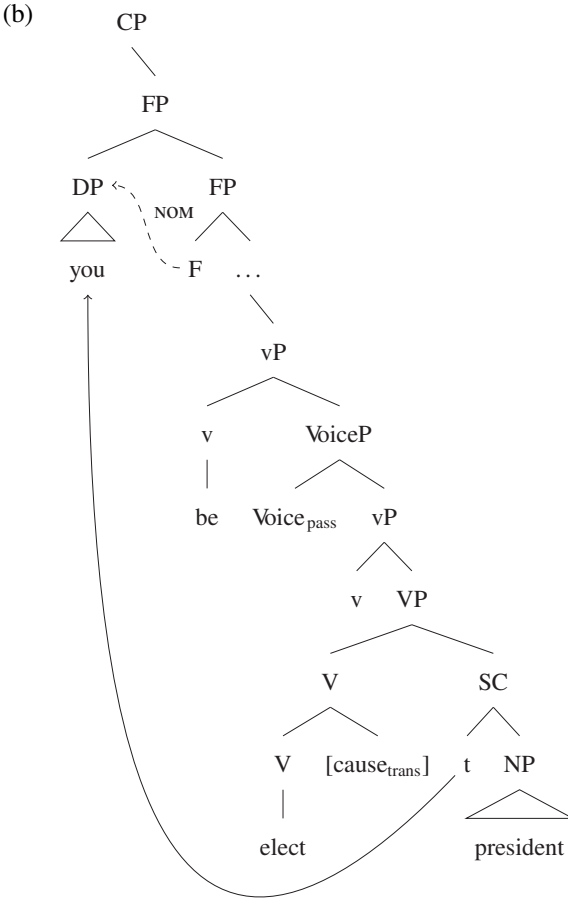 (b)
CP
FP
DP FP
NOM
you F …
vP
v VoiceP
be Voicepass vP
v VP
V SC
V [causetrans] t NP
elect president